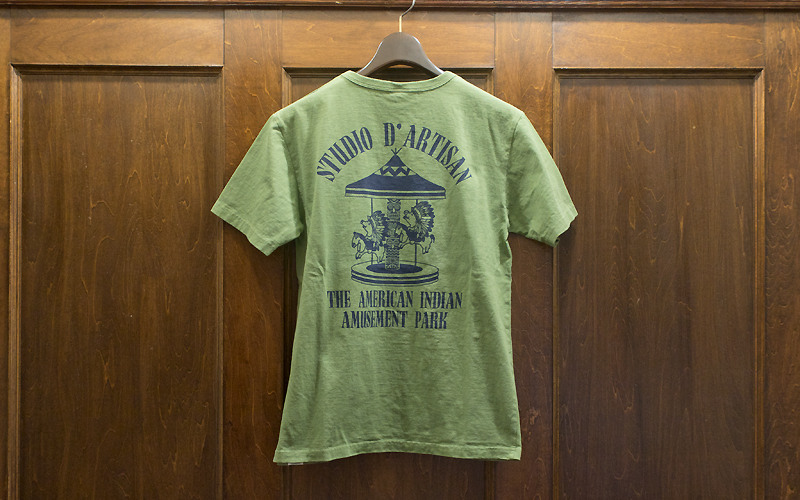 STUDIO D'ARTISAN
THE AMERICAN INDIAN
AMUSEMENT PARK